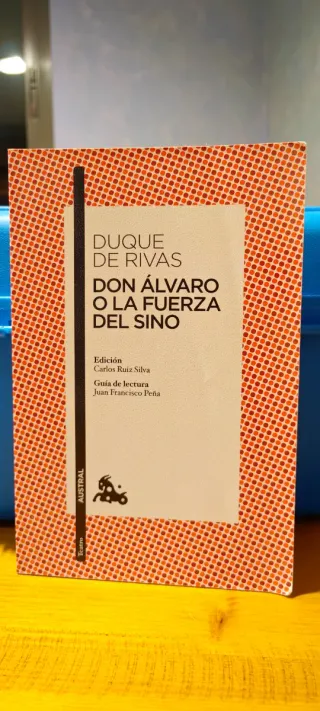 DUQUE
DE RIVAS
DON ÁLVARO
O LA FUERZA
DEL SINO
Edición
Carlos Ruiz Silva
Guía de lectura
Juan Francisco Peña
AUSTRAL
Teatro